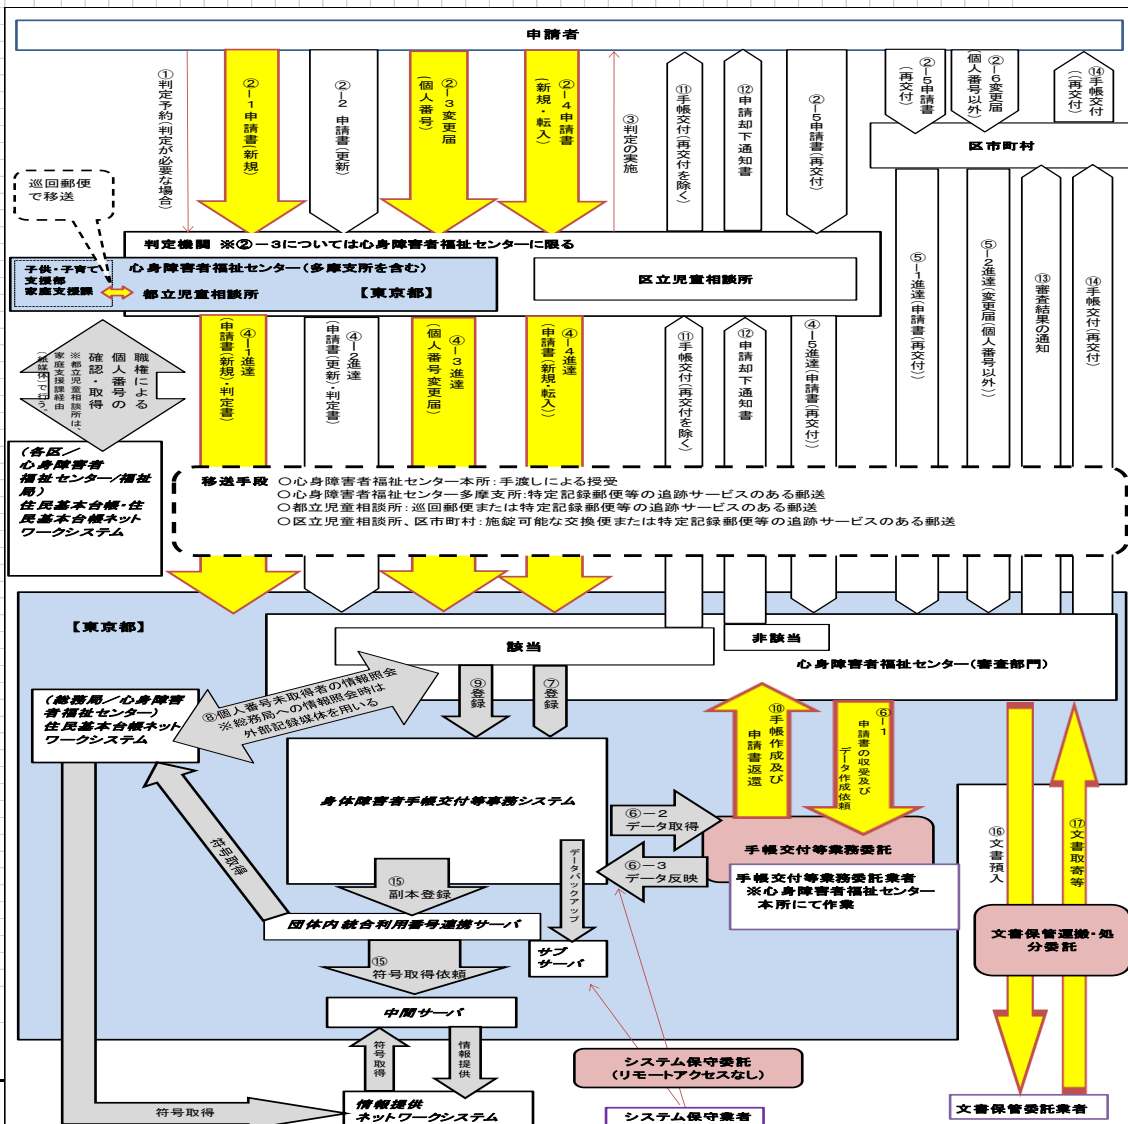 申請者
①判定予約(判定が必要な場合)
②－1申請書(新規)
②－2 申請書(更新)
②－3変更届
(個人番号)
②－4申請書
(新規・転入)
③判定の実施
⑪手帳交付(再交付を除く)
⑫申請却下通知書
②－5申請書(再交付)
②－5申請書
(再交付)
②－6変更届
(個人番号以外)
⑭手帳交付
(再交付)
区市町村
巡回郵便
で移送
判定機関 ※②－3については心身障害者福祉センターに限る
子供・子育て
支援部
家庭支援課
心身障害者福祉センター(多摩支所を含む)
都立児童相談所
【東京都】
区立児童相談所
職権による
個人番号の
確認・取得
※都立児童相談所は、
家庭支援課経由
(紙媒体)で行う。
④－1進達
(申請書(新規)・判定書)
④－2進達
(申請書(更新)・判定書)
④－3進達
(個人番号変更届)
④－4進達
(申請書(新規・転入)
⑪手帳交付(再交付を除く)
⑫申請却下通知書
④－5進達(申請書(再交付))
⑤－1進達(申請書(再交付))
⑤－2進達(変更届(個人番号以外))
⑬審査結果の通知
⑭手帳交付(再交付)
(各区／
心身障害者
福祉センター/福祉
局)
住民基本台帳・住
民基本台帳ネット
ワークシステム
移送手段
○心身障害者福祉センター本所：手渡しによる授受
○心身障害者福祉センター多摩支所：特定記録郵便等の追跡サービスのある郵送
○都立児童相談所：巡回郵便または特定記録郵便等の追跡サービスのある郵送
○区立児童相談所、区市町村：施錠可能な交換便または特定記録郵便等の追跡サービスのある郵送
【東京都】
該当
非該当
心身障害者福祉センター(審査部門)
(総務局／心身障害
者福祉センター)
住民基本台帳ネット
ワークシステム
⑧個人番号未取得者の情報照会
※総務局への情報照会時は
外部記録媒体を用いる
⑨登録
⑦登録
⑩手帳作成及び
申請書返還
⑥－1
申請書の収受及び
データ作成依頼
身体障害者手帳交付等事務システム
⑥－2
データ取得
⑥－3
データ反映
手帳交付等業務委託
手帳交付等業務委託業者
※心身障害者福祉センター
本所にて作業
⑯文書預入
⑰文書取寄等
文書保管運搬・処
分委託
符号取得
⑮
副本登録
データバックアップ
団体内統合利用番号連携サーバ
サブ
サーバ
⑮
符号取得依頼
中間サーバ
符号取得
情報提供
システム保守委託
(リモートアクセスなし)
符号取得
情報提供
ネットワークシステム
システム保守業者
文書保管委託業者